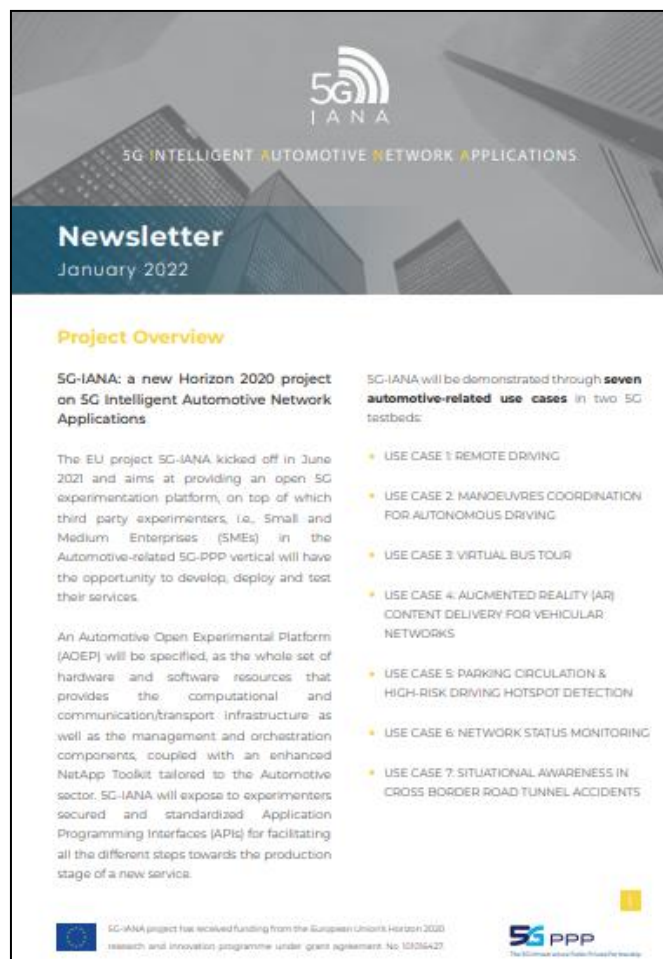 5G
IANA
5G INTELLIGENT AUTOMOTIVE NETWORK APPLICATIONS
Newsletter
January 2022
Project Overview
5G-IANA: a new Horizon 2020 project
on 5G Intelligent Automotive Network
Applications
The EU project 5G-IANA kicked off in June
2021 and aims at providing an open 5G
experimentation platform, on top of which
third party experimenters, i.e., Small and
Medium Enterprises (SMEs) in the
Automotive-related 5G-PPP vertical will have
the opportunity to develop, deploy and test
their services.
An Automotive Open Experimental Platform
(AOEP) will be specified, as the whole set of
hardware and software resources that
provides the computational and
communication/transport infrastructure as
well as the management and orchestration
components, coupled with an enhanced
NetApp Toolkit tailored to the Automotive
sector. 5G-IANA will expose to experimenters
secured and standardized Application
Programming Interfaces (APIs) for facilitating
all the different steps towards the production
stage of a new service.
5G-IANA will be demonstrated through seven
automotive-related use cases in two 5G
testbeds:
USE CASE 1: REMOTE DRIVING
USE CASE 2: MANOEUVRES COORDINATION
FOR AUTONOMOUS DRIVING
USE CASE 3: VIRTUAL BUS TOUR
USE CASE 4: AUGMENTED REALITY (AR)
CONTENT DELIVERY FOR VEHICULAR
NETWORKS
USE CASE 5: PARKING CIRCULATION &
HIGH-RISK DRIVING HOTSPOT DETECTION
USE CASE 6: NETWORK STATUS MONITORING
USE CASE 7: SITUATIONAL AWARENESS IN
CROSS BORDER ROAD TUNNEL ACCIDENTS
1
5G-IANA project has received funding from the European Union's Horizon 2020
research and innovation programme under grant agreement No 101016427.
5G PPP
The 5G Infrastructure Public Private Partnership